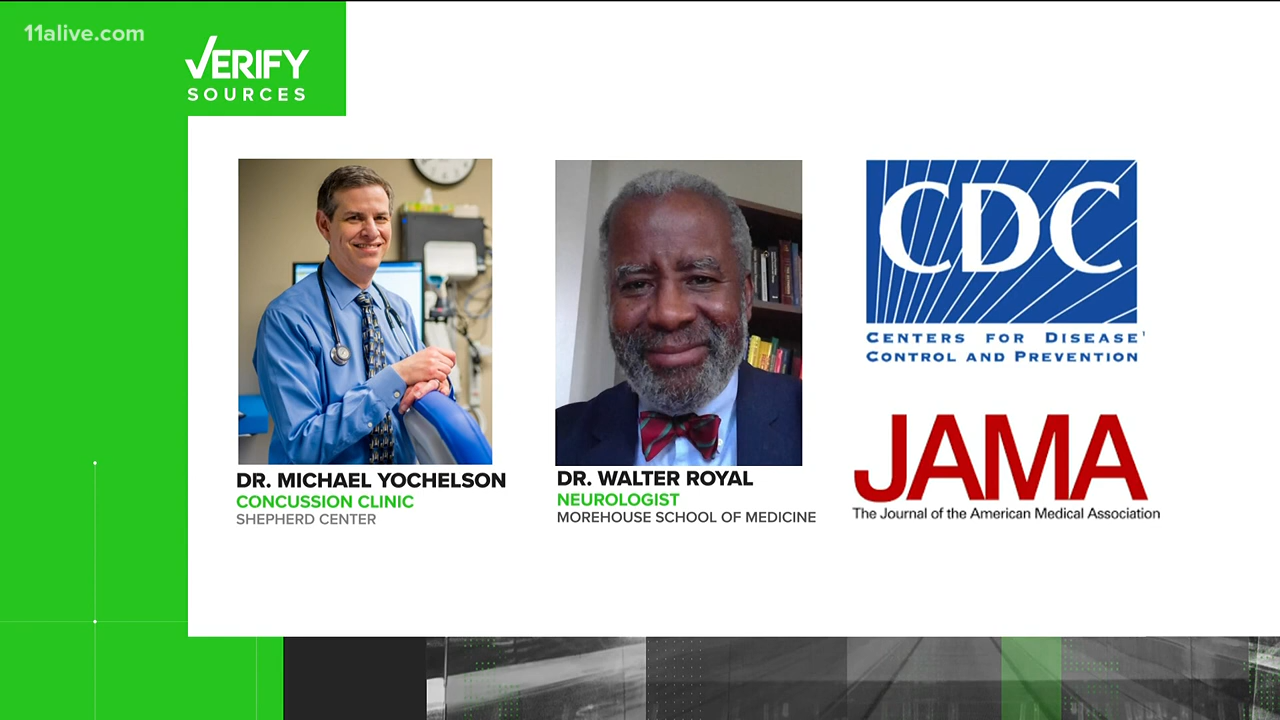 11alive.com
VERIFY
SOURCES
DR. MICHAEL YOCHELSON
CONCUSSION CLINIC
SHEPHERD CENTER
DR. WALTER ROYAL
NEUROLOGIST
MOREHOUSE SCHOOL OF MEDICINE
CDC
CENTERS FOR DISEASE
CONTROL AND PREVENTION
JAMA
The Journal of the American Medical Association